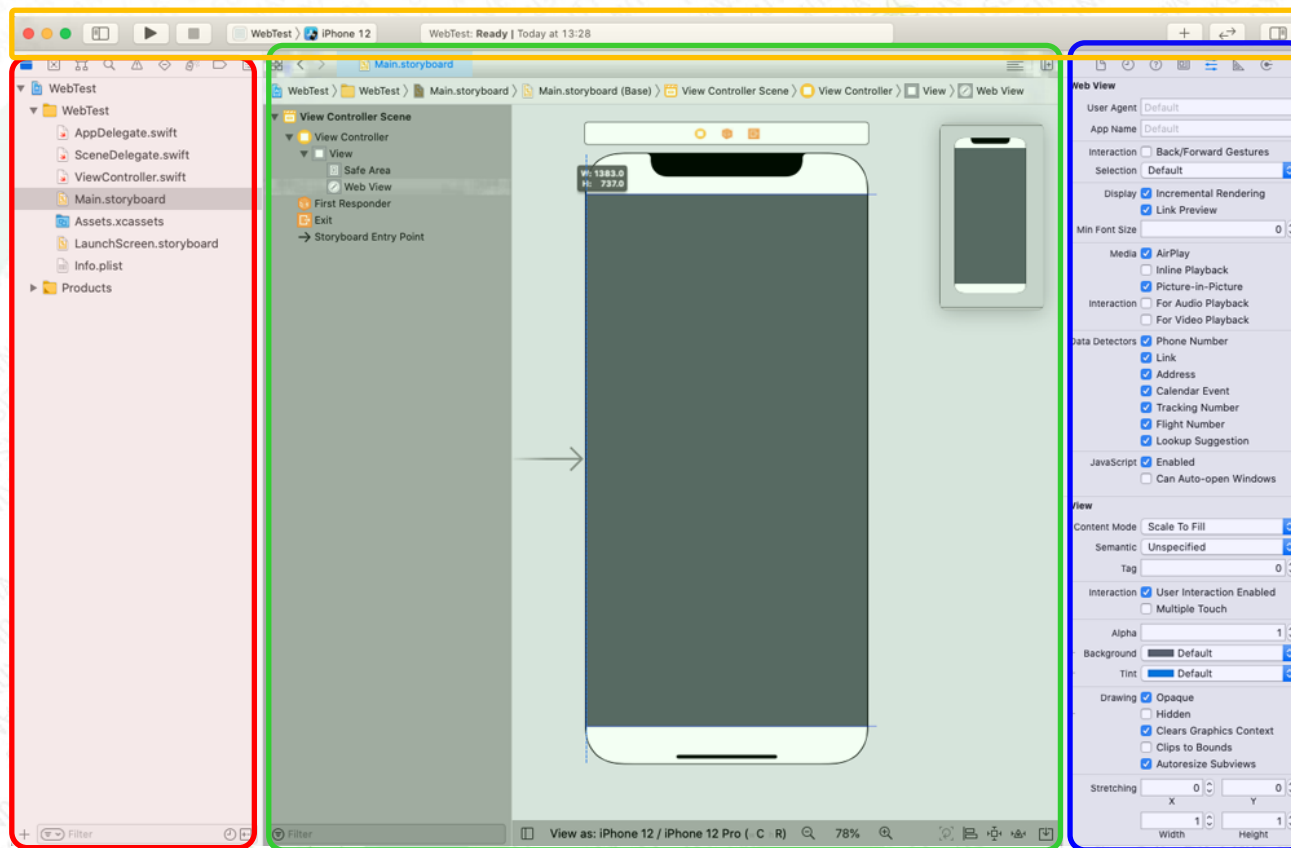 WebTest 〉 iPhone 12
WebTest: Ready | Today at 13:28
WebTest
WebTest
AppDelegate.swift
SceneDelegate.swift
ViewController.swift
Main.storyboard
Assets.xcassets
LaunchScreen.storyboard
Info.plist
Products
Filter
Main.storyboard
WebTest 〉 WebTest 〉 Main.storyboard 〉 Main.storyboard (Base) 〉 View Controller Scene 〉 View Controller 〉 View 〉 Web View
View Controller Scene
View Controller
View
Safe Area
Web View
First Responder
Exit
Storyboard Entry Point
Filter
W: 1383.0
H: 737.0
View as: iPhone 12 / iPhone 12 Pro ( C R)
78%
Web View
User Agent Default
App Name Default
Interaction Back/Forward Gestures
Selection Default
Display Incremental Rendering
Link Preview
Min Font Size 0
Media AirPlay
Inline Playback
Picture-in-Picture
Interaction For Audio Playback
For Video Playback
Data Detectors Phone Number
Link
Address
Calendar Event
Tracking Number
Flight Number
Lookup Suggestion
JavaScript Enabled
Can Auto-open Windows
View
Content Mode Scale To Fill
Semantic Unspecified
Tag 0
Interaction User Interaction Enabled
Multiple Touch
Alpha 1
Background Default
Tint Default
Drawing Opaque
Hidden
Clears Graphics Context
Clips to Bounds
Autoresize Subviews
Stretching 0 0
X Y
1 1
Width Height